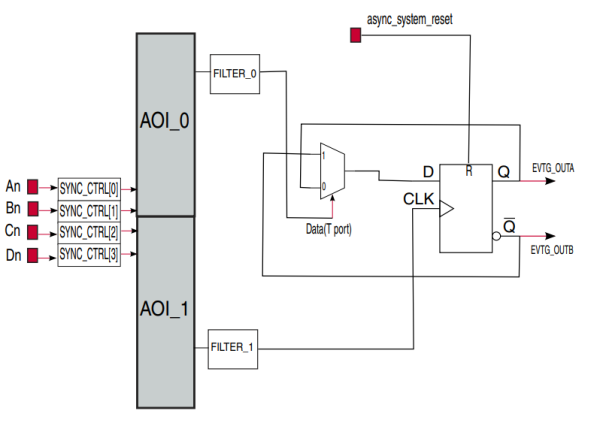 async_system_reset
FILTER_0
AOI_0
1
0
Data(T port)
D
R
Q
EVTG_OUTA
CLK
Q̅
EVTG_OUTB
An
SYNC_CTRL[0]
Bn
SYNC_CTRL[1]
Cn
SYNC_CTRL[2]
Dn
SYNC_CTRL[3]
AOI_1
FILTER_1